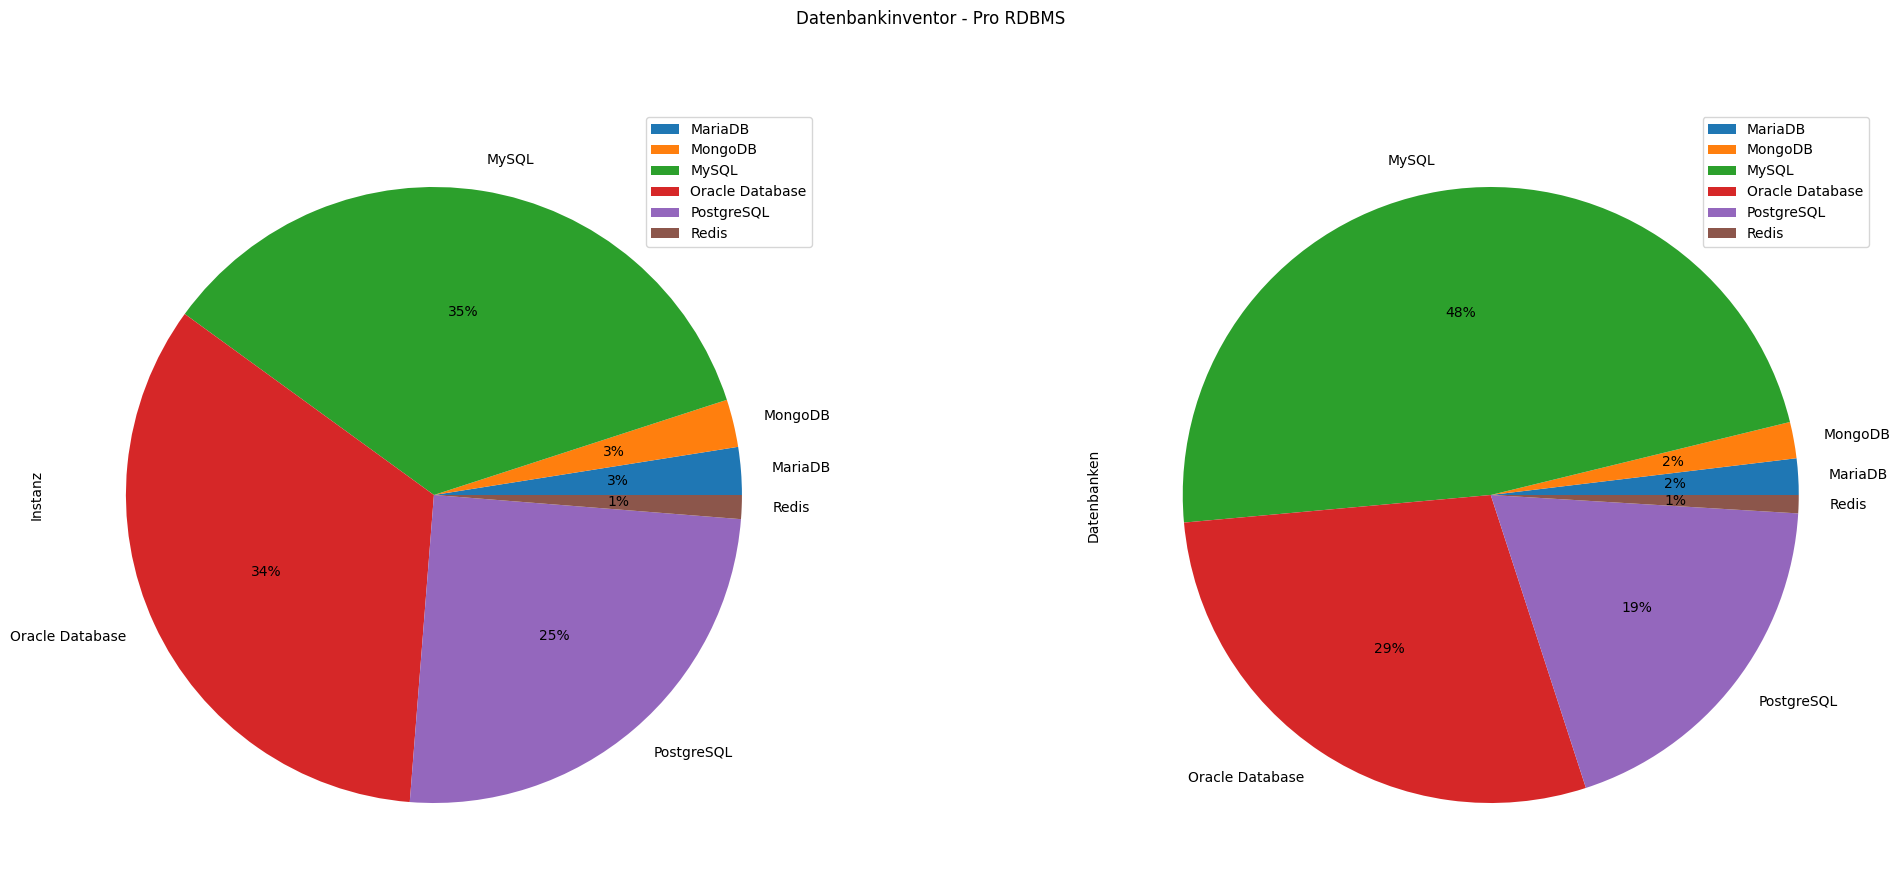 Datenbankinventor - Pro RDBMS
MariaDB
MongoDB
MySQL
Oracle Database
PostgreSQL
Redis
MySQL
35%
MongoDB
3%
MariaDB
3%
1%
Redis
Instanz
34%
Oracle Database
25%
PostgreSQL
MariaDB
MongoDB
MySQL
Oracle Database
PostgreSQL
Redis
MySQL
48%
MongoDB
2%
MariaDB
2%
1%
Redis
Datenbanken
19%
29%
PostgreSQL
Oracle Database